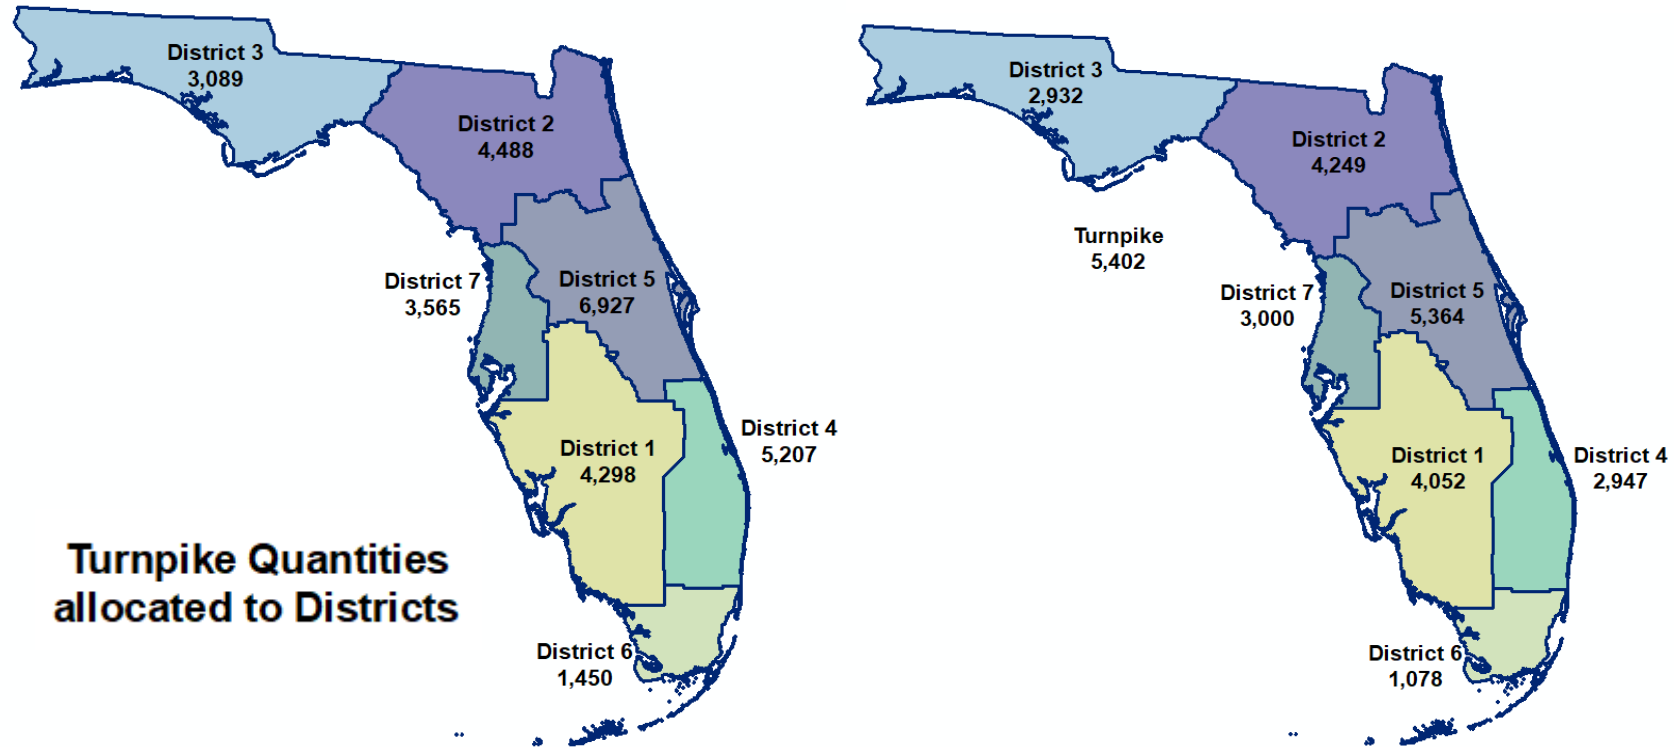 District 3
3,089
District 2
4,488
District 7
3,565
District 5
6,927
District 1
4,298
District 4
5,207
Turnpike Quantities
allocated to Districts
District 6
1,450
District 3
2,932
District 2
4,249
Turnpike
5,402
District 7
3,000
District 5
5,364
District 1
4,052
District 4
2,947
District 6
1,078